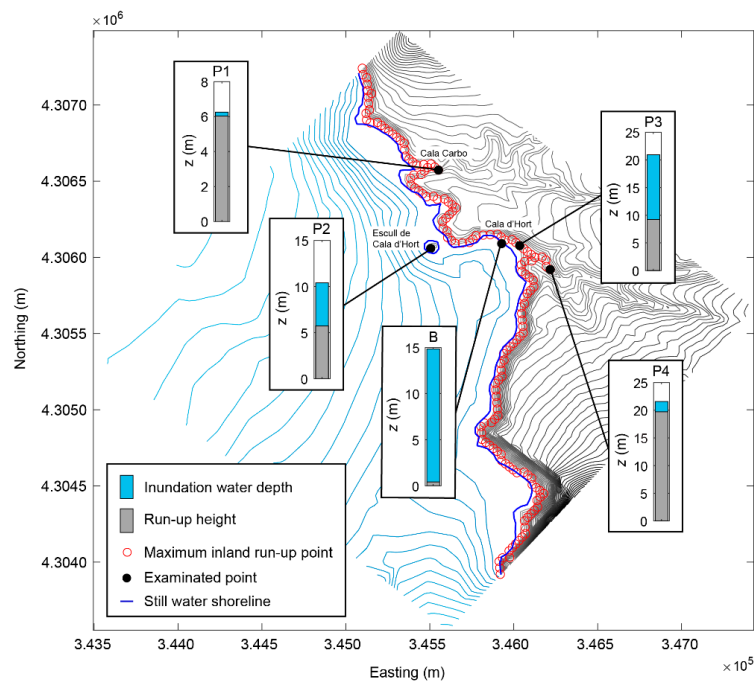 × 10⁶
P1
8
6
4
2
0
z (m)
P2
15
10
5
0
z (m)
B
15
10
5
0
z (m)
P3
25
20
15
10
5
0
z (m)
P4
25
20
15
10
5
0
z (m)
Cala Carbo
Cala d'Hort
Escull de
Cala d'Hort
4.3070
4.3065
4.3060
4.3055
4.3050
4.3045
4.3040
Northing (m)
Inundation water depth
Run-up height
Maximum inland run-up point
Examinated point
Still water shoreline
3.435 3.440 3.445 3.450 3.455 3.460 3.465 3.470
Easting (m)
× 10⁵